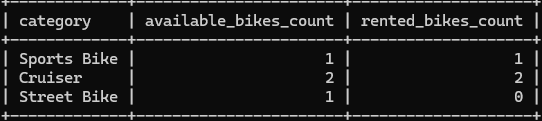 +-------------+-----------------------+--------------------+
| category    | available_bikes_count | rented_bikes_count |
+-------------+-----------------------+--------------------+
| Sports Bike |                     1 |                  1 |
| Cruiser     |                     2 |                  2 |
| Street Bike |                     1 |                  0 |
+-------------+-----------------------+--------------------+